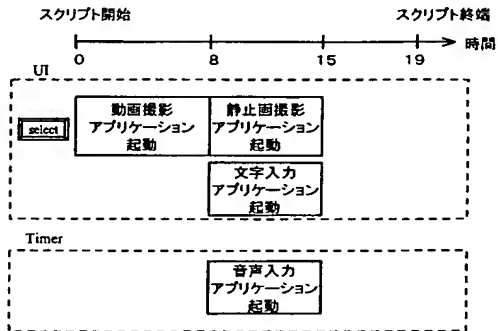 スクリプト開始 スクリプト終端
時間
0 8 15 19
UI
select
動画撮影
アプリケーション
起動
静止画撮影
アプリケーション
起動
文字入力
アプリケーション
起動
Timer
音声入力
アプリケーション
起動